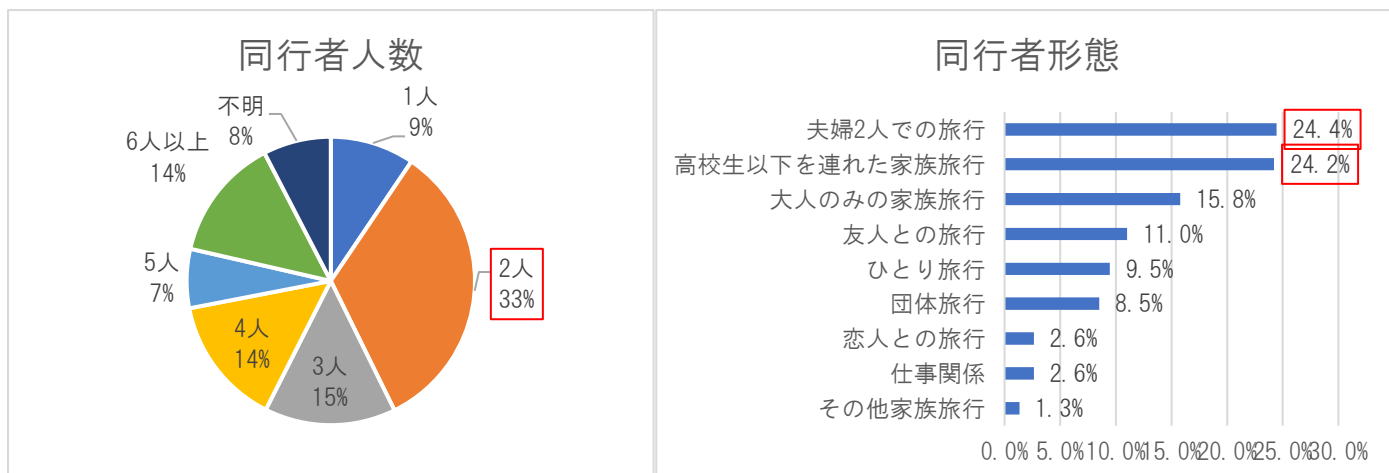 同行者人数
1人
9%
2人
33%
3人
15%
4人
14%
5人
7%
6人以上
14%
不明
8%
同行者形態
夫婦2人での旅行 24.4%
高校生以下を連れた家族旅行 24.2%
大人のみの家族旅行 15.8%
友人との旅行 11.0%
ひとり旅行 9.5%
団体旅行 8.5%
恋人との旅行 2.6%
仕事関係 2.6%
その他家族旅行 1.3%
0.0% 5.0% 10.0% 15.0% 20.0% 25.0% 30.0%